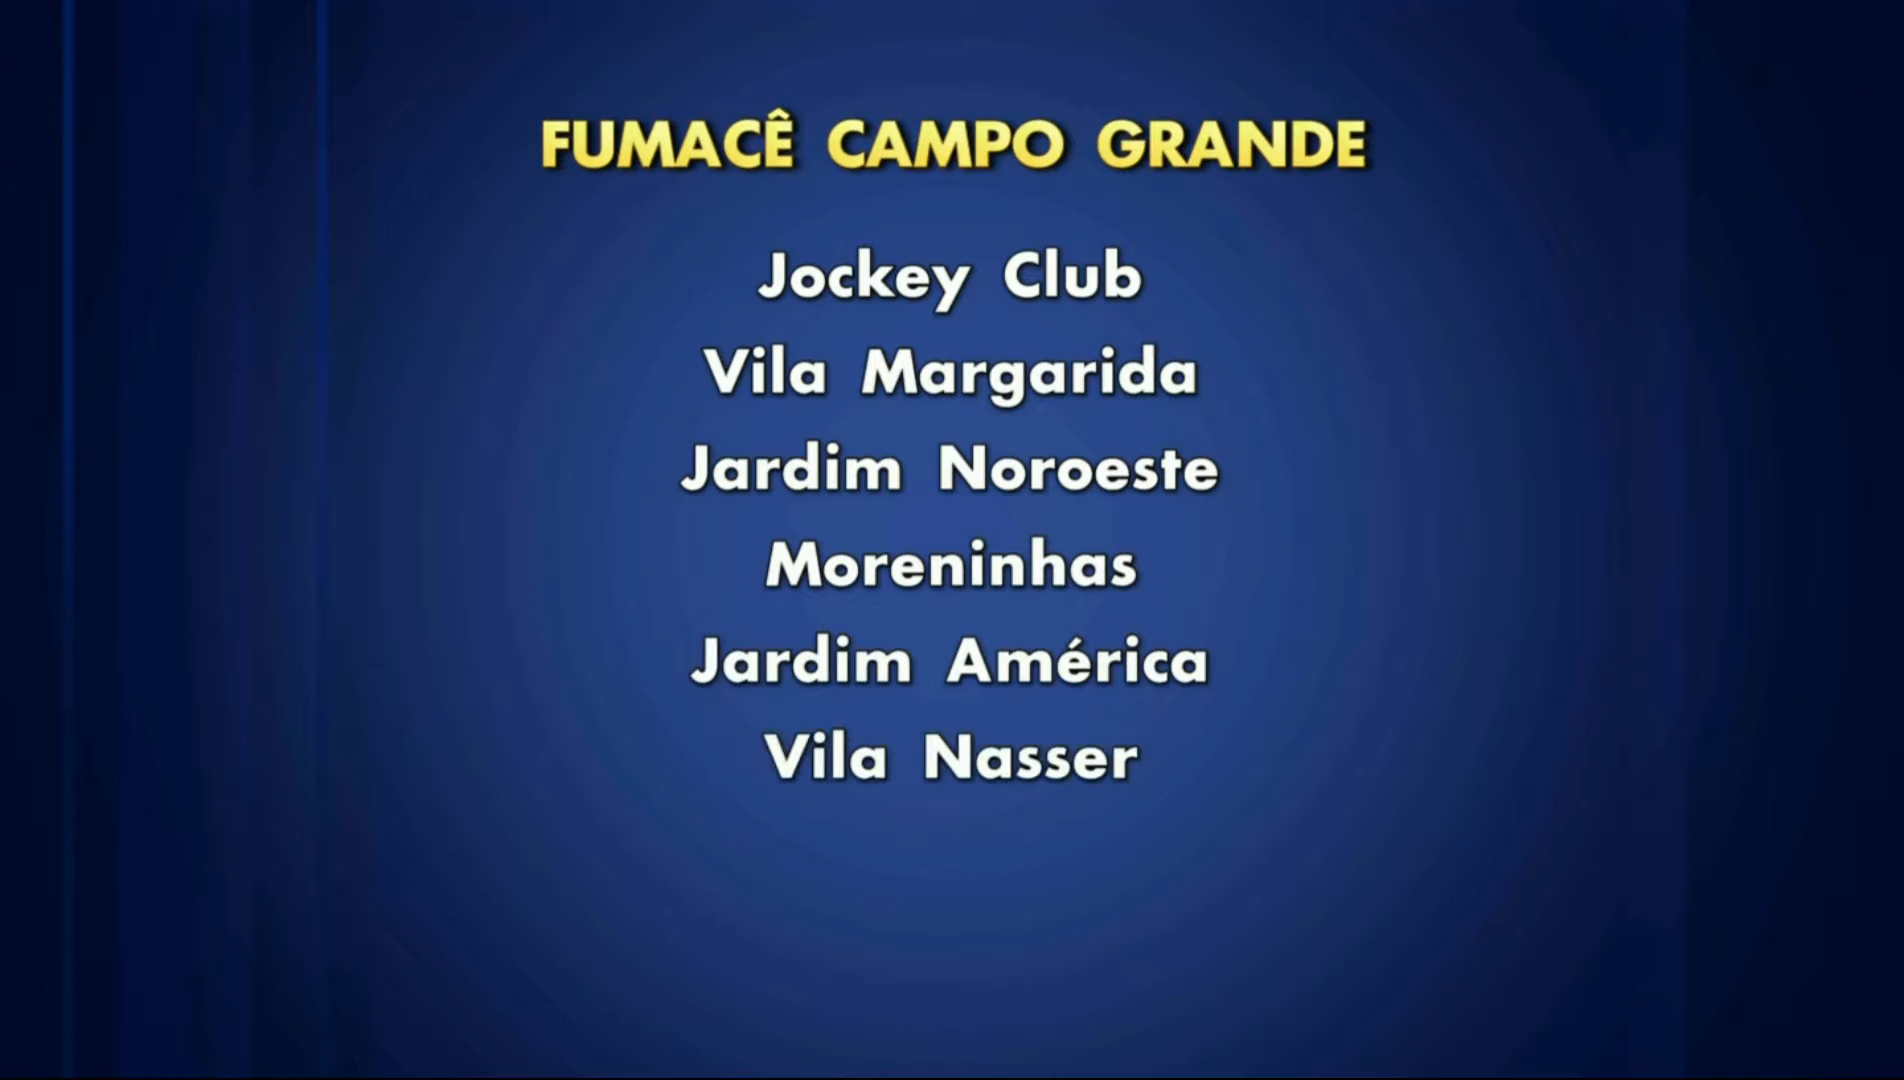 FUMACÊ CAMPO GRANDE
Jockey Club
Vila Margarida
Jardim Noroeste
Moreninhas
Jardim América
Vila Nasser